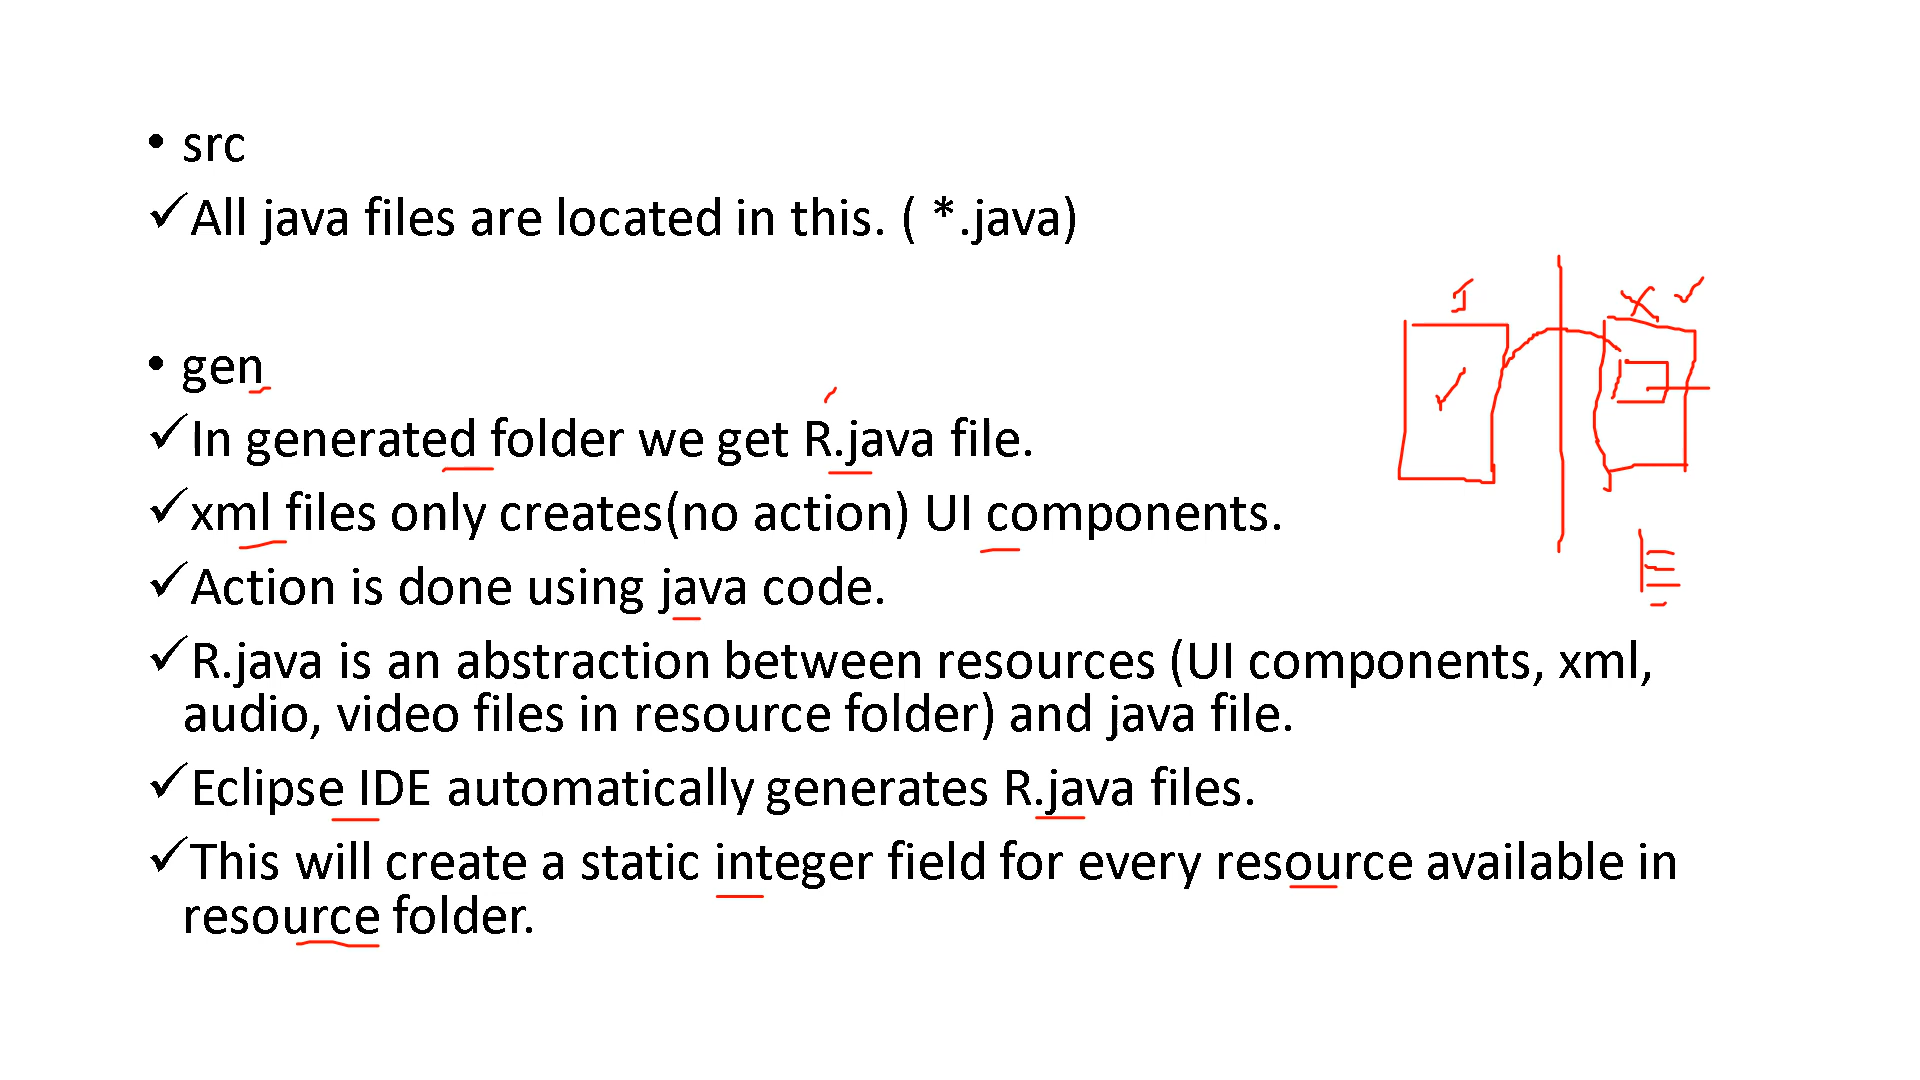 • src
✓All java files are located in this. ( *.java)
• gen
✓In generated folder we get R.java file.
✓xml files only creates(no action) UI components.
✓Action is done using java code.
✓R.java is an abstraction between resources (UI components, xml,
audio, video files in resource folder) and java file.
✓Eclipse IDE automatically generates R.java files.
✓This will create a static integer field for every resource available in
resource folder.
J
X ✓